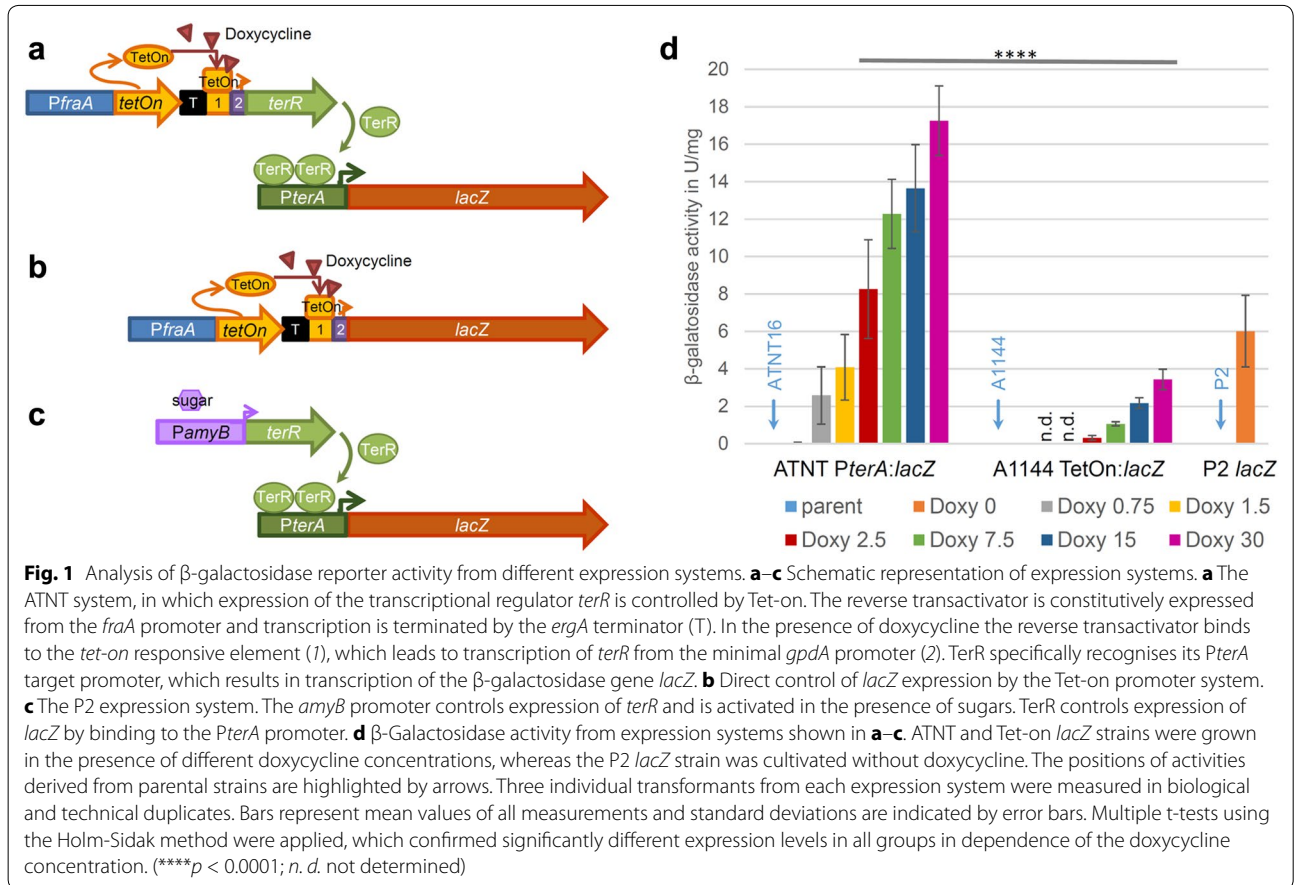 a
TetOn
Doxycycline
TetOn
PfraA
tetOn
T
1
2
terR
TerR
TerR
TerR
PterA
lacZ
b
TetOn
Doxycycline
TetOn
PfraA
tetOn
T
1
2
lacZ
c
sugar
PamyB
terR
TerR
TerR
TerR
PterA
lacZ
d
****
β-galatosidase activity in U/mg
20
18
16
14
12
10
8
6
4
2
0
ATNT16
A1144
n.d.
n.d.
P2
ATNT PterA:lacZ
A1144 TetOn:lacZ
P2 lacZ
parent
Doxy 0
Doxy 0.75
Doxy 1.5
Doxy 2.5
Doxy 7.5
Doxy 15
Doxy 30
Fig. 1 Analysis of β-galactosidase reporter activity from different expression systems. a–c Schematic representation of expression systems. a The
ATNT system, in which expression of the transcriptional regulator terR is controlled by Tet-on. The reverse transactivator is constitutively expressed
from the fraA promoter and transcription is terminated by the ergA terminator (T). In the presence of doxycycline the reverse transactivator binds
to the tet-on responsive element (1), which leads to transcription of terR from the minimal gpdA promoter (2). TerR specifically recognises its PterA
target promoter, which results in transcription of the β-galactosidase gene lacZ. b Direct control of lacZ expression by the Tet-on promoter system.
c The P2 expression system. The amyB promoter controls expression of terR and is activated in the presence of sugars. TerR controls expression of
lacZ by binding to the PterA promoter. d β-Galactosidase activity from expression systems shown in a–c. ATNT and Tet-on lacZ strains were grown
in the presence of different doxycycline concentrations, whereas the P2 lacZ strain was cultivated without doxycycline. The positions of activities
derived from parental strains are highlighted by arrows. Three individual transformants from each expression system were measured in biological
and technical duplicates. Bars represent mean values of all measurements and standard deviations are indicated by error bars. Multiple t-tests using
the Holm-Sidak method were applied, which confirmed significantly different expression levels in all groups in dependence of the doxycycline
concentration. (****p < 0.0001; n. d. not determined)